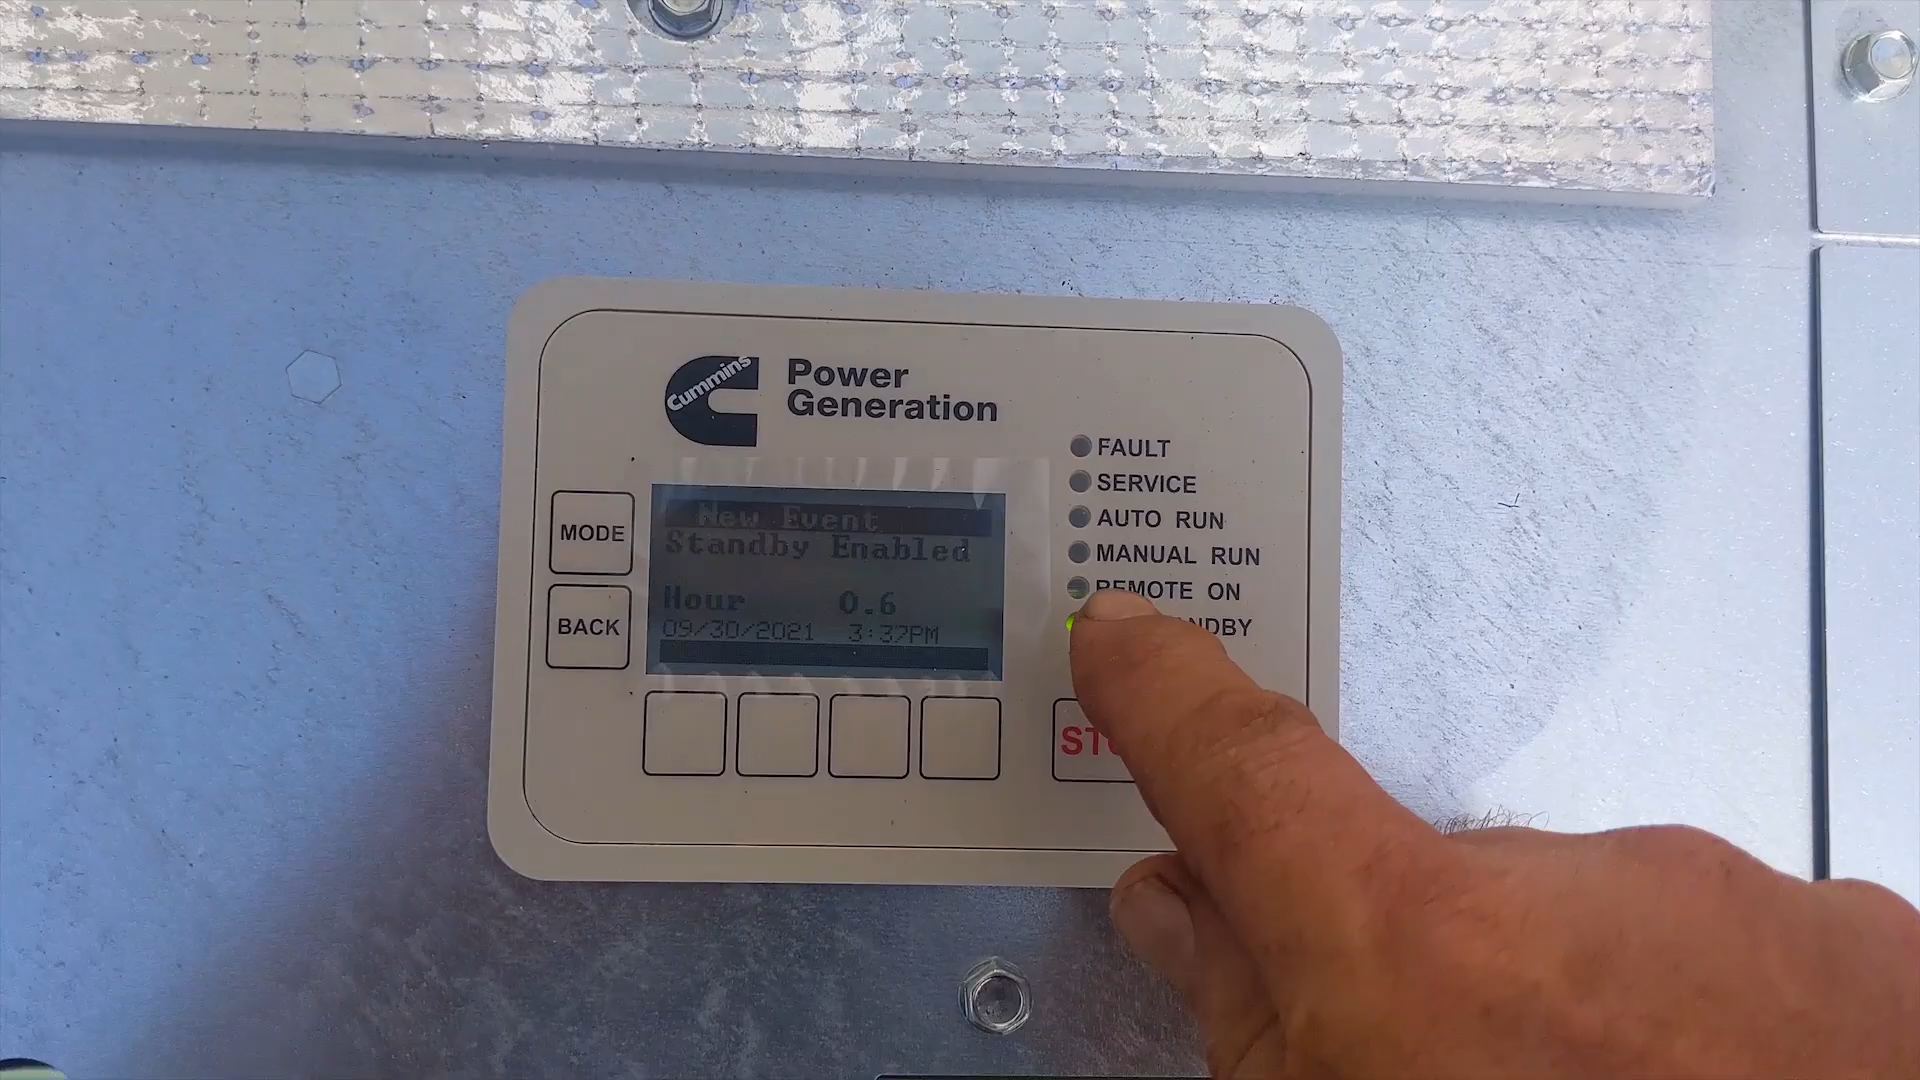 Cummins
Power
Generation
FAULT
SERVICE
AUTO RUN
MANUAL RUN
REMOTE ON
MODE
BACK
New Event
Standby Enabled
Hour 0.6
09/30/2021 3:37PM